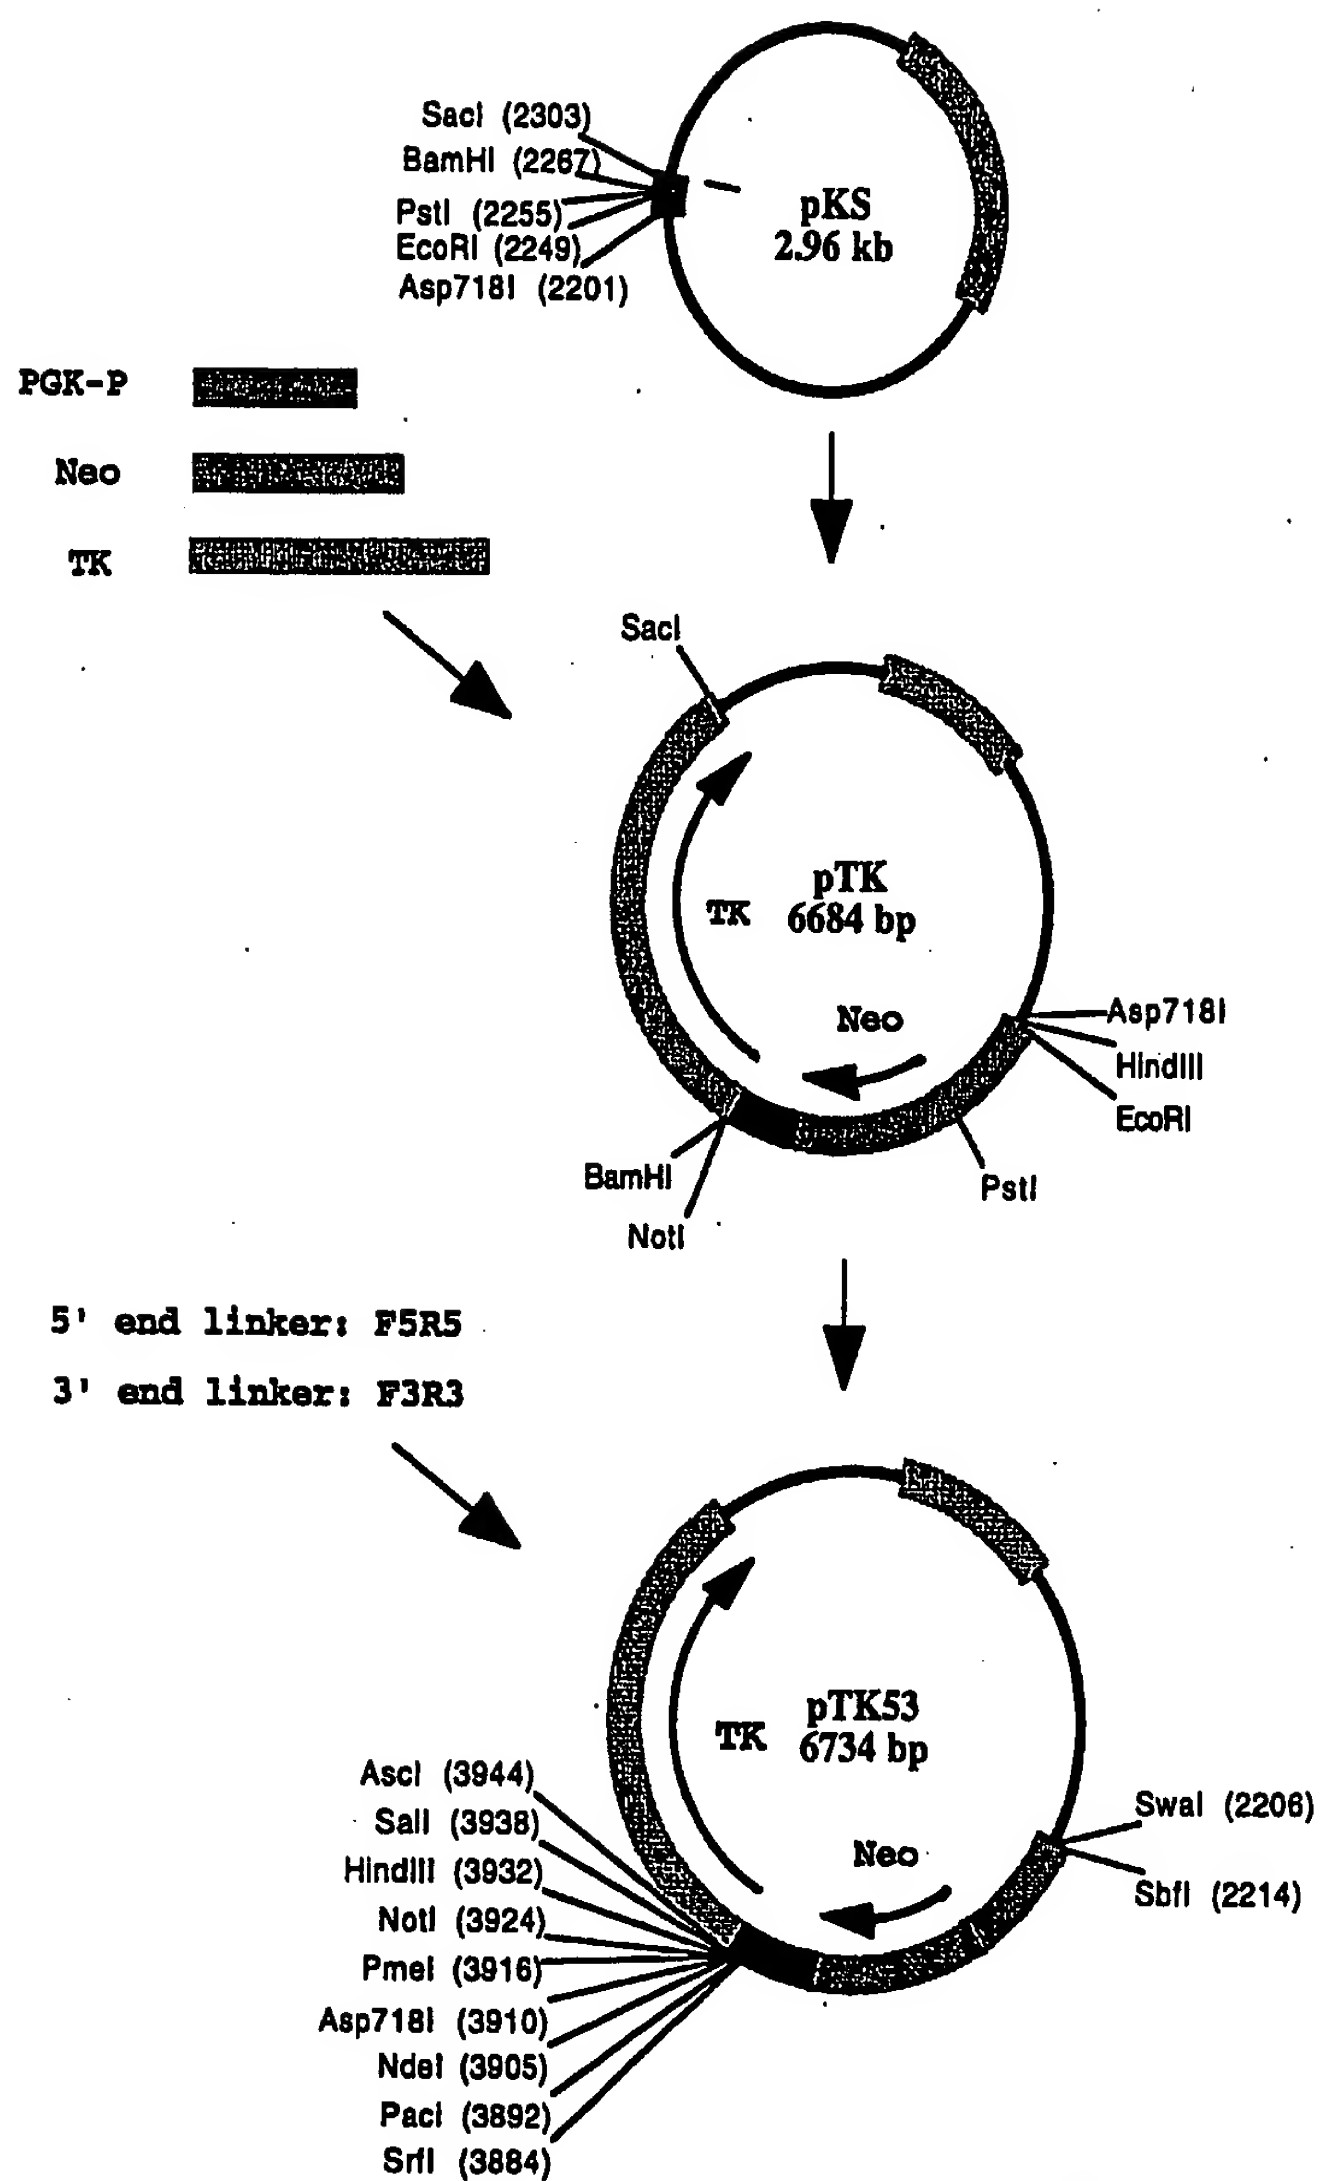 SacI (2303)
BamHI (2267)
PstI (2255)
EcoRI (2249)
Asp718I (2201)
pKS
2.96 kb
PGK-P
Neo
TK
SacI
pTK
6684 bp
TK
Neo
Asp718I
HindIII
EcoRI
PstI
BamHI
NotI
5' end linker: F5R5
3' end linker: F3R3
pTK53
6734 bp
TK
Neo
SwaI (2206)
SbfI (2214)
AscI (3944)
SalI (3938)
HindIII (3932)
NotI (3924)
PmeI (3916)
Asp718I (3910)
NdeI (3905)
PacI (3892)
SrfI (3884)